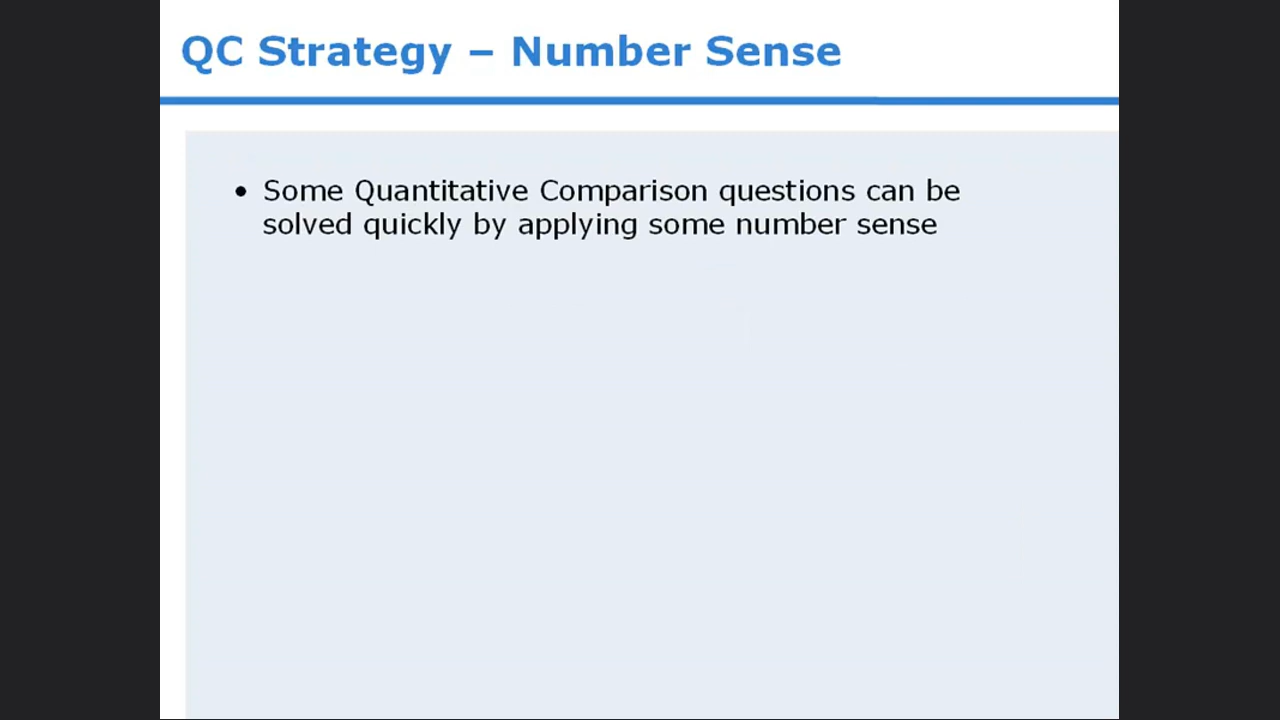 QC Strategy – Number Sense
• Some Quantitative Comparison questions can be
solved quickly by applying some number sense